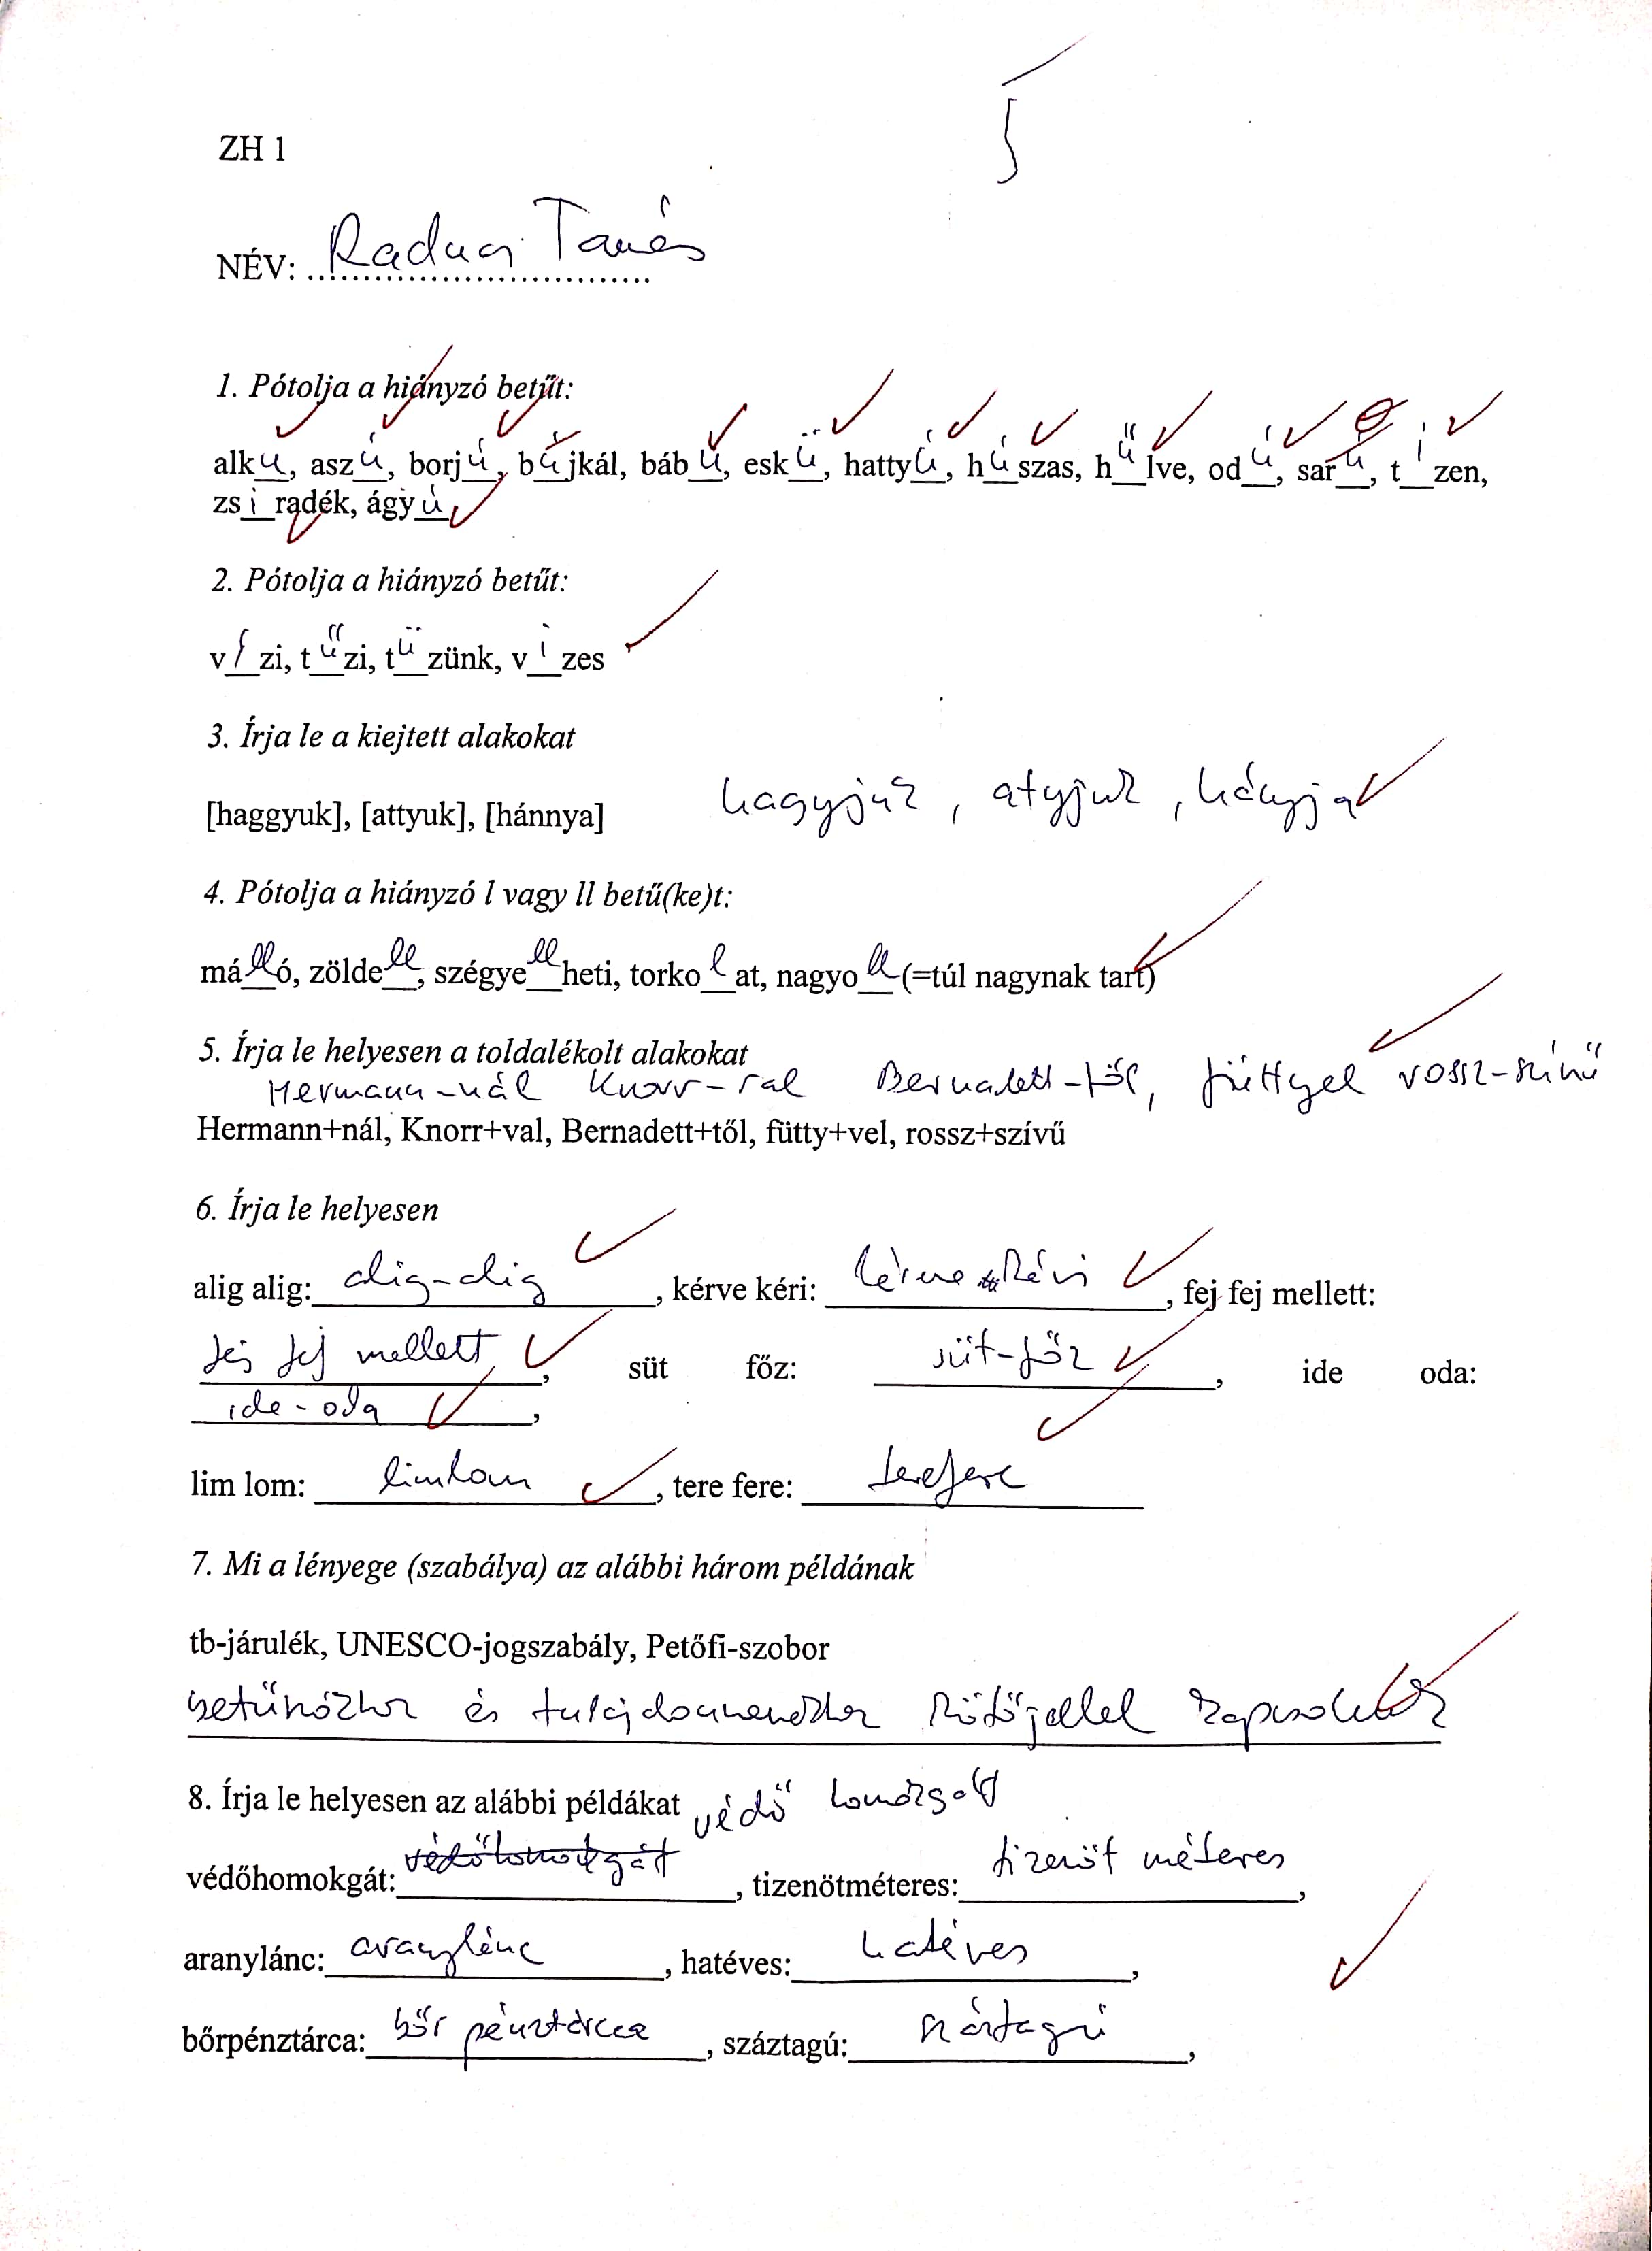 5
ZH 1
NÉV: Radnai Tamás
1. Pótolja a hiányzó betűt:
alku, aszú, borjú, bújkál, bábu, eskü, hattyú, húszas, hűlve, odú, sarú, tízen,
zsiradék, ágyú
2. Pótolja a hiányzó betűt:
vízi, tűzi, tüzünk, vizes
3. Írja le a kiejtett alakokat
[haggyuk], [attyuk], [hánnya] hagyjuk, atyjuk, hányja
4. Pótolja a hiányzó l vagy ll betű(ke)t:
málló, zöldell, szégyellheti, torkolat, nagyoll (=túl nagynak tart)
5. Írja le helyesen a toldalékolt alakokat
Hermann-nál Knorr-ral Bernadett-től, füttyel rossz-színű
Hermann+nál, Knorr+val, Bernadett+től, fütty+vel, rossz+szívű
6. Írja le helyesen
alig alig: alig-alig, kérve kéri: kérve kéri, fej fej mellett:
fej fej mellett, süt főz: süt-főz, ide oda:
ide-oda,
lim lom: limlom, tere fere: terefere
7. Mi a lényege (szabálya) az alábbi három példának
tb-járulék, UNESCO-jogszabály, Petőfi-szobor
betűkhöz és tulajdonnevekhez kötőjellel kapcsoljuk
8. Írja le helyesen az alábbi példákat védő homokgát
védőhomokgát: védőhomokgát, tizenötméteres: tizenöt méteres,
aranylánc: aranylánc, hatéves: hatéves,
bőrpénztárca: bőr pénztárca, száztagú: száztagú,